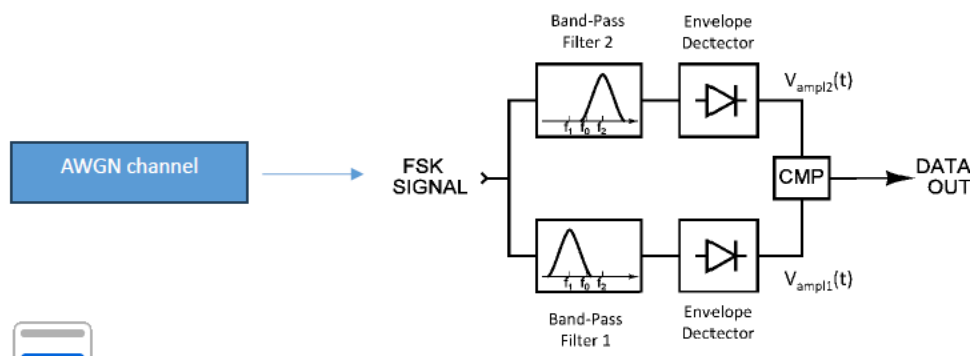 Band-Pass
Filter 2
Envelope
Dectector
f₁ f₀ f₂
Vampl2(t)
AWGN channel
FSK
SIGNAL
CMP
DATA
OUT
f₁ f₀ f₂
Vampl1(t)
Band-Pass
Filter 1
Envelope
Dectector